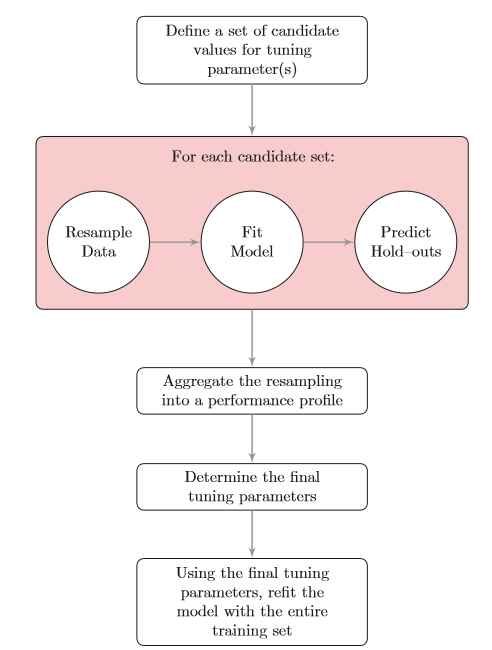 Define a set of candidate
values for tuning
parameter(s)
For each candidate set:
Resample
Data
Fit
Model
Predict
Hold–outs
Aggregate the resampling
into a performance profile
Determine the final
tuning parameters
Using the final tuning
parameters, refit the
model with the entire
training set